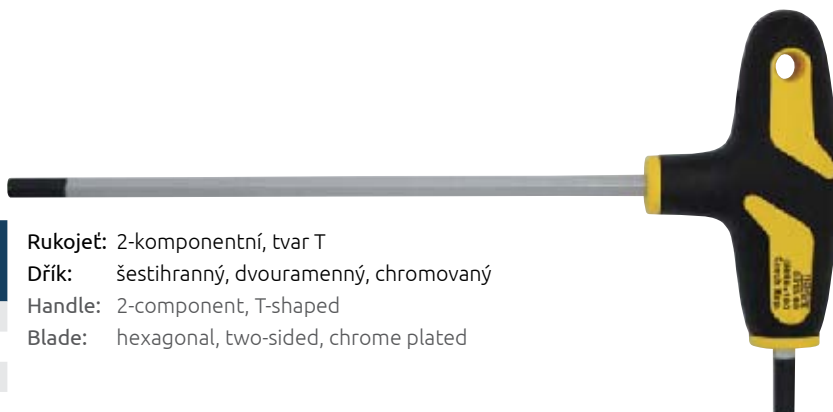 Rukojeť: 2-komponentní, tvar T
Dřík: šestihranný, dvouramenný, chromovaný
Handle: 2-component, T-shaped
Blade: hexagonal, two-sided, chrome plated